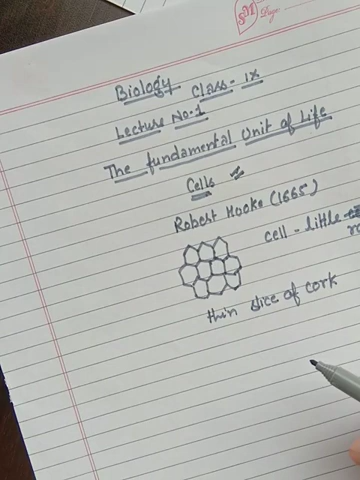 Page.
Biology Class - IX
Lecture No.1
The fundamental Unit of Life
Cells
Robert Hooke (1665)
cell - little
thin slice of cork